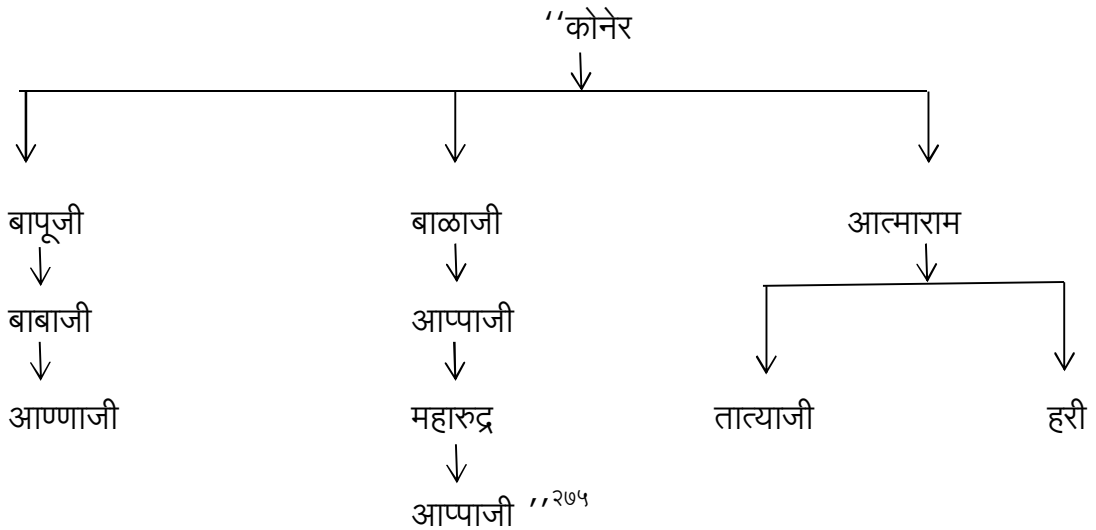 ‘‘कोनेर
बापूजी बाळाजी आत्माराम
बाबाजी आप्पाजी
आण्णाजी महारुद्र तात्याजी हरी
आप्पाजी ’’२७५